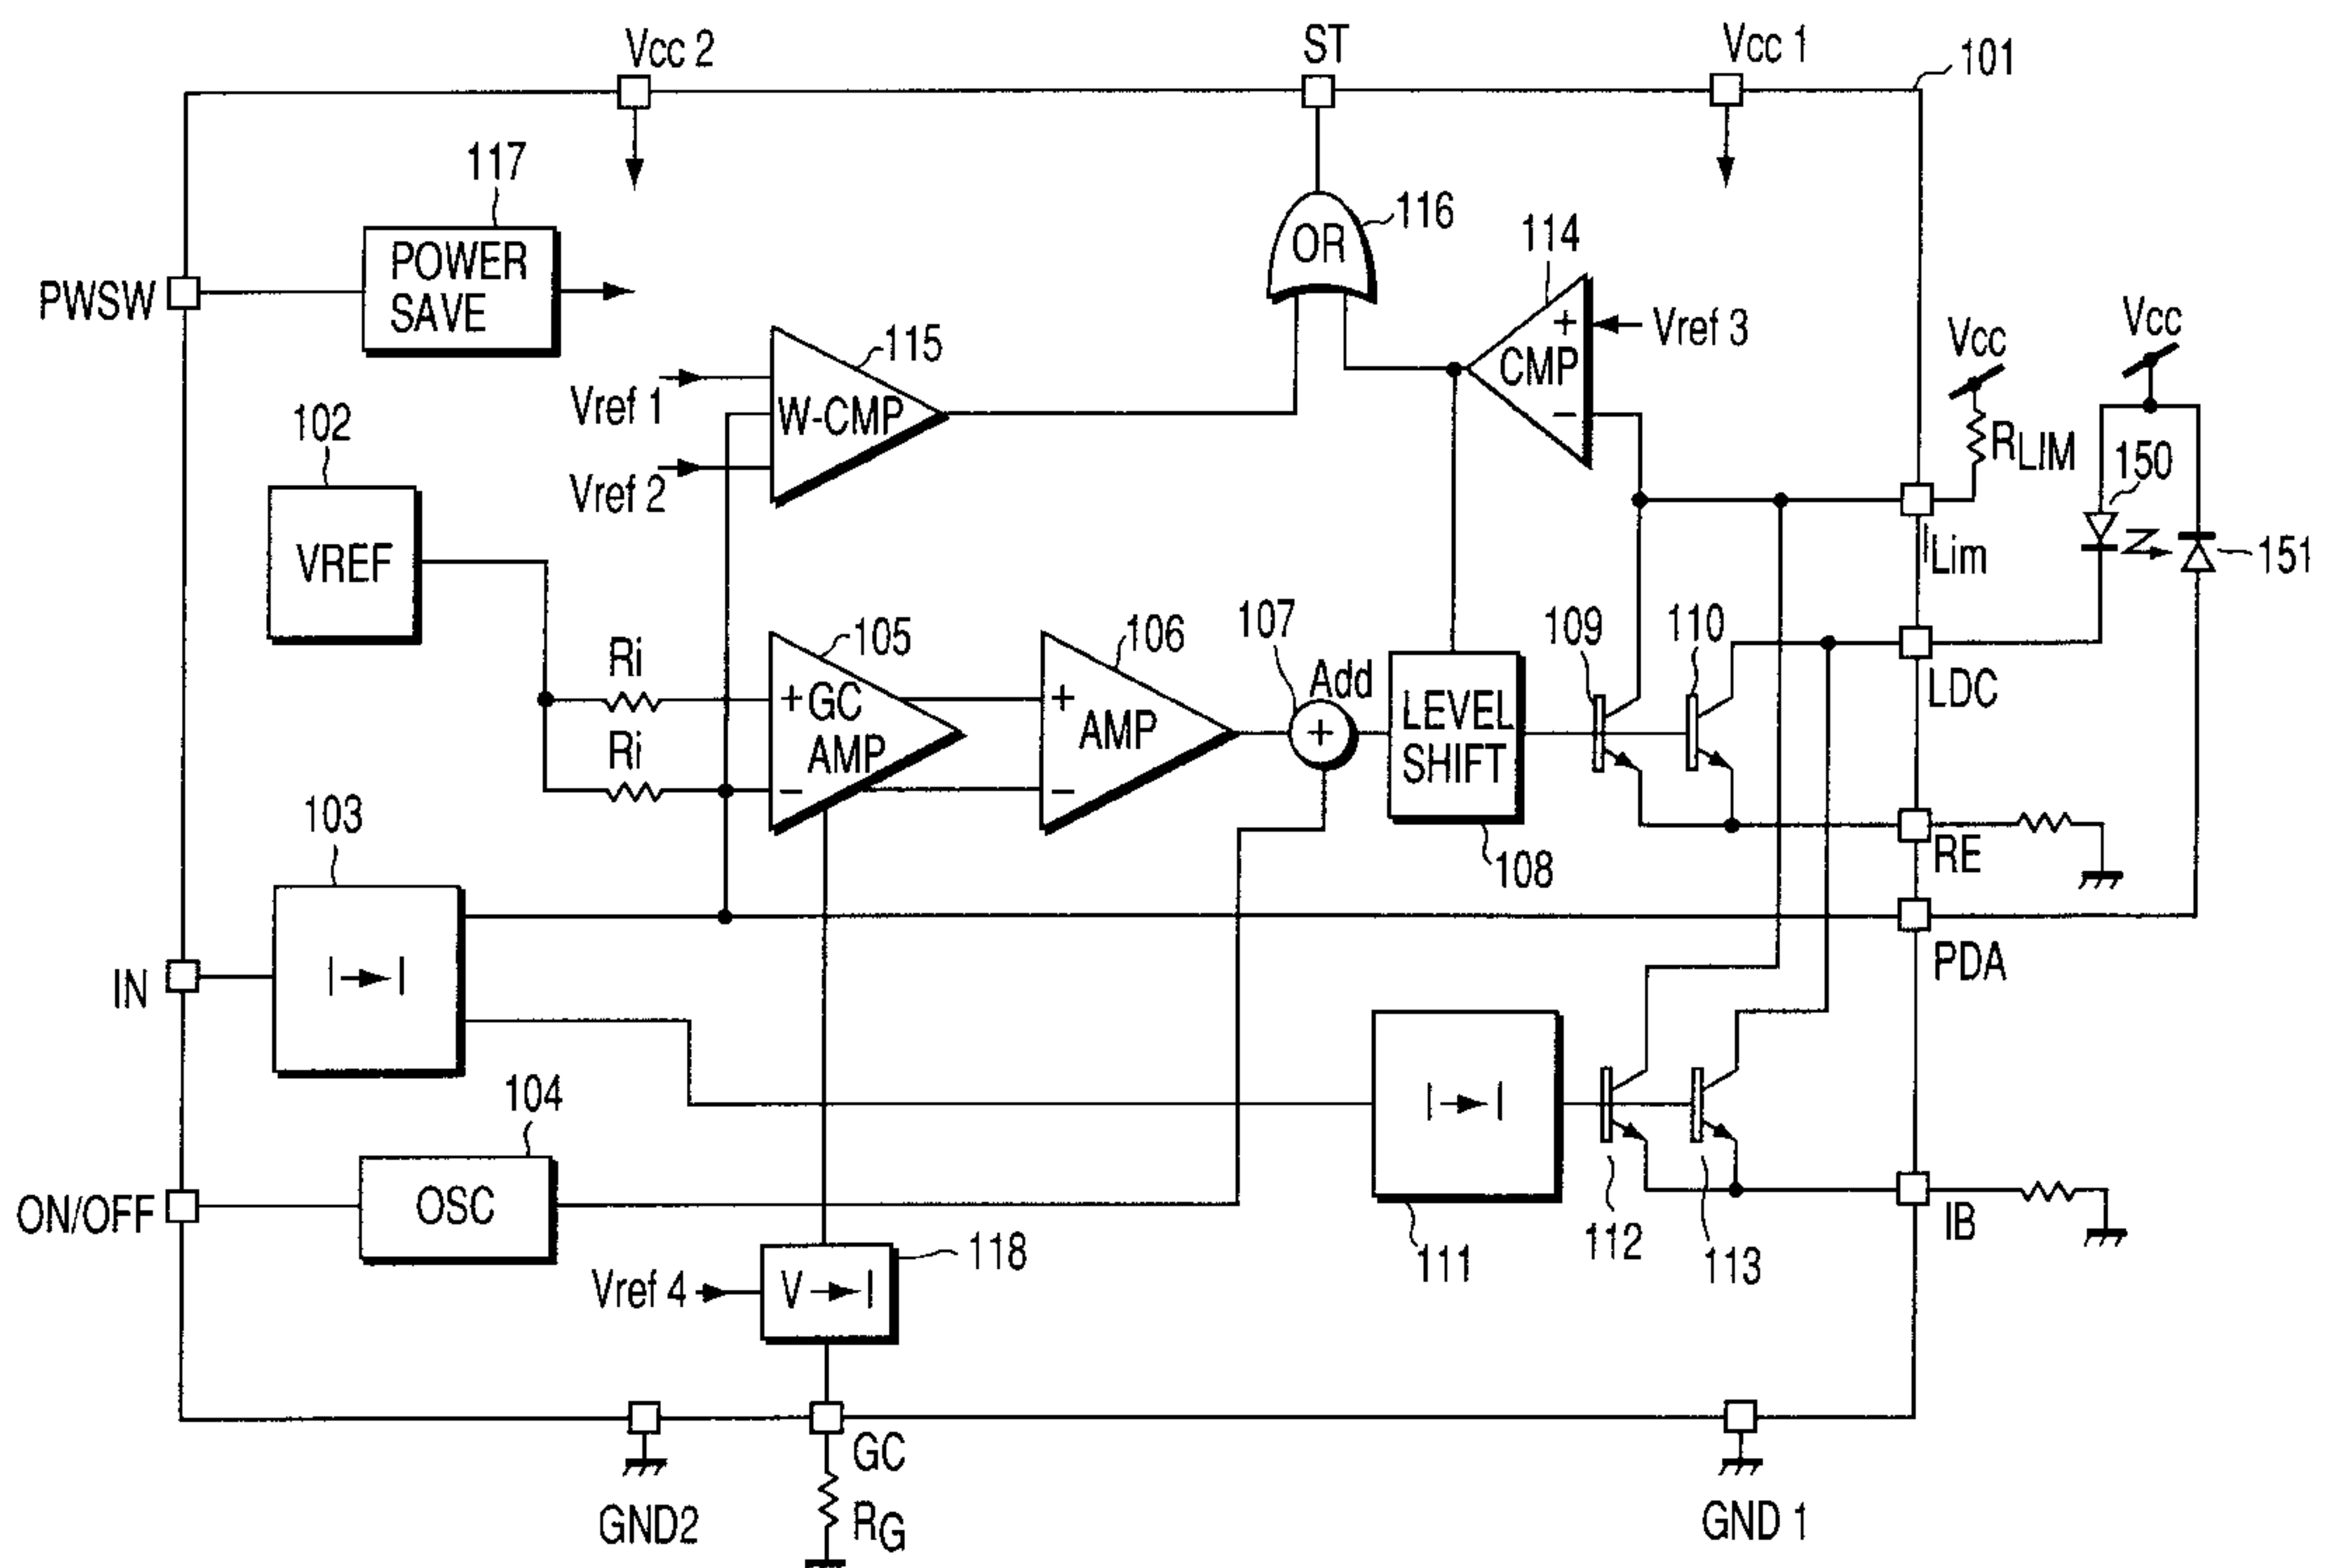 Vcc 2
ST
Vcc 1
101
117
POWER
SAVE
PWSW
OR
116
114
+
CMP
−
Vref 3
115
Vref 1
W-CMP
Vref 2
Vcc
Vcc
RLIM
150
151
ILim
102
VREF
Ri
Ri
105
+ GC
AMP
−
106
+
AMP
−
107
Add
+
LEVEL
SHIFT
108
109
110
LDC
RE
103
I → I
IN
PDA
104
OSC
ON/OFF
I → I
111
112
113
IB
118
Vref 4
V → I
GC
RG
GND2
GND 1